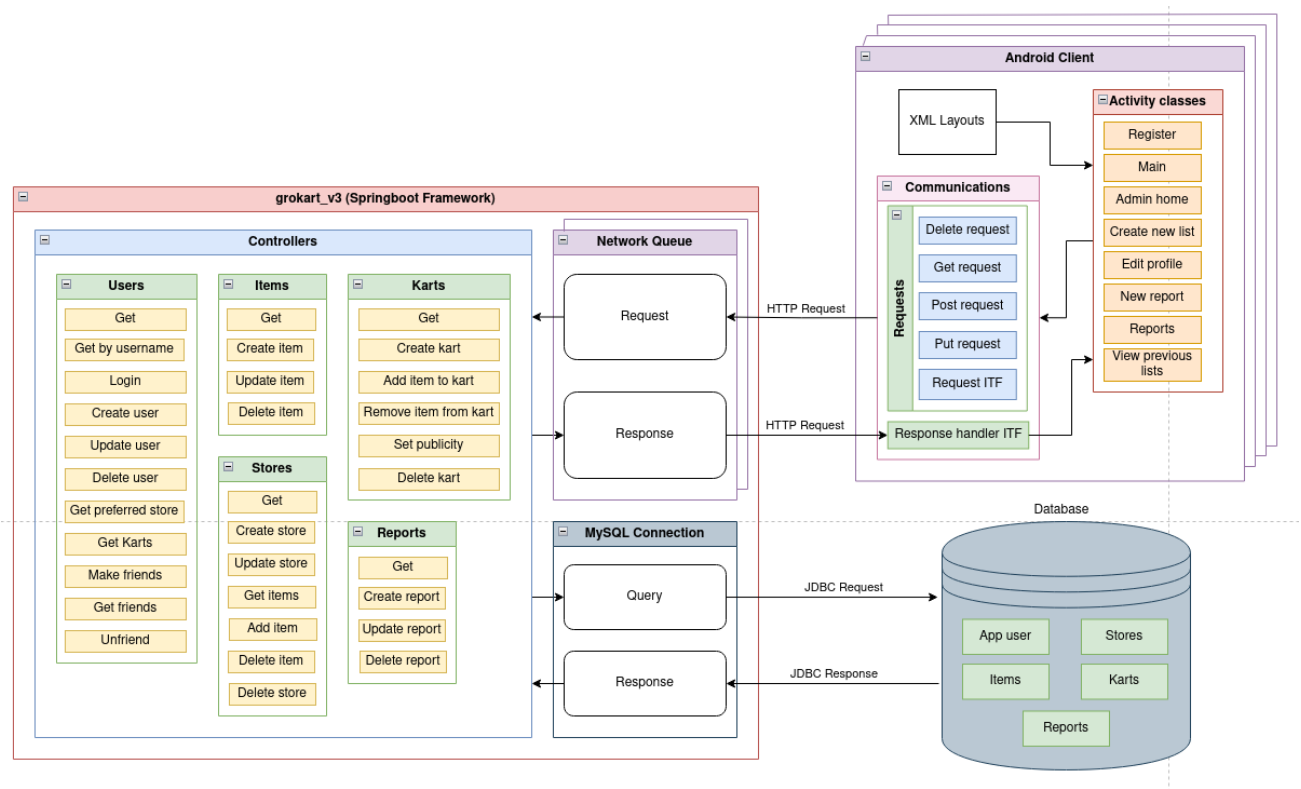 Android Client
XML Layouts
Activity classes
Register
Main
Admin home
Create new list
Edit profile
New report
Reports
View previous
lists
Communications
Requests
Delete request
Get request
Post request
Put request
Request ITF
Response handler ITF
grokart_v3 (Springboot Framework)
Controllers
Users
Get
Get by username
Login
Create user
Update user
Delete user
Get preferred store
Get Karts
Make friends
Get friends
Unfriend
Items
Get
Create item
Update item
Delete item
Stores
Get
Create store
Update store
Get items
Add item
Delete item
Delete store
Karts
Get
Create kart
Add item to kart
Remove item from kart
Set publicity
Delete kart
Reports
Get
Create report
Update report
Delete report
Network Queue
Request
Response
HTTP Request
HTTP Request
MySQL Connection
Query
Response
JDBC Request
JDBC Response
Database
App user
Stores
Items
Karts
Reports